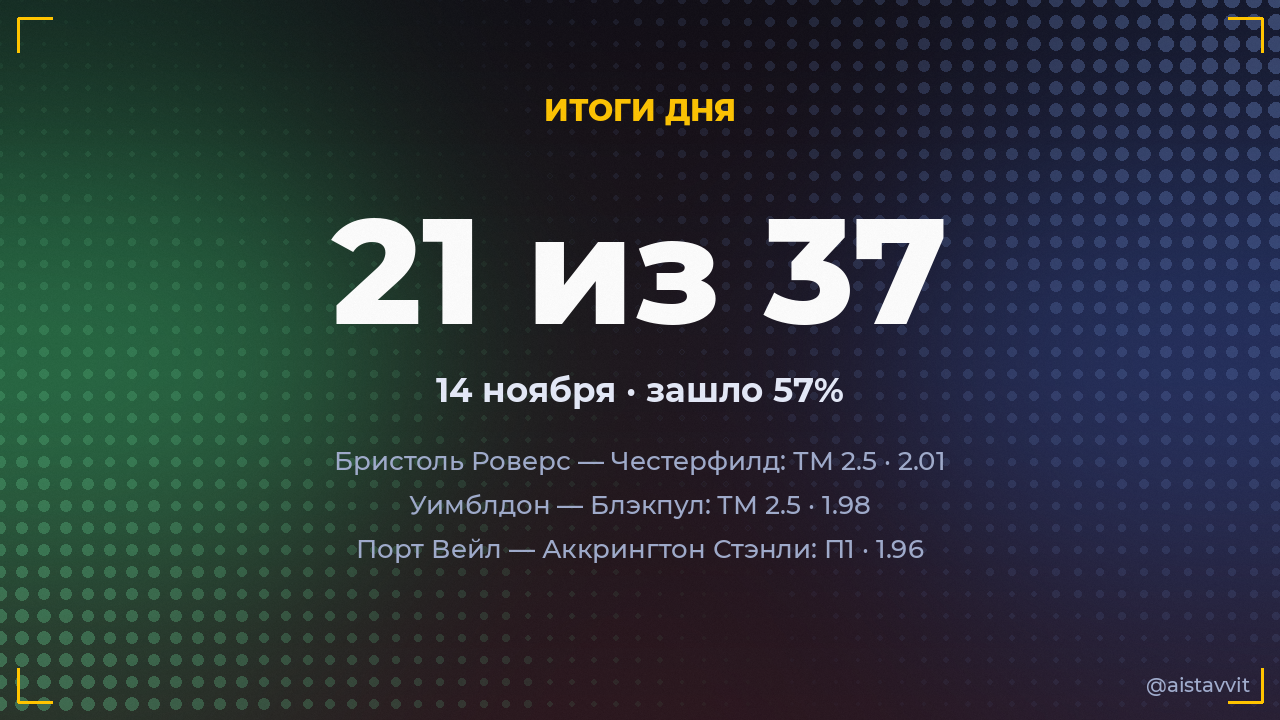 ИТОГИ ДНЯ
21 из 37
14 ноября · зашло 57%
Бристоль Роверс — Честерфилд: ТМ 2.5 · 2.01
Уимблдон — Блэкпул: ТМ 2.5 · 1.98
Порт Вейл — Аккрингтон Стэнли: П1 · 1.96
@aistavvit